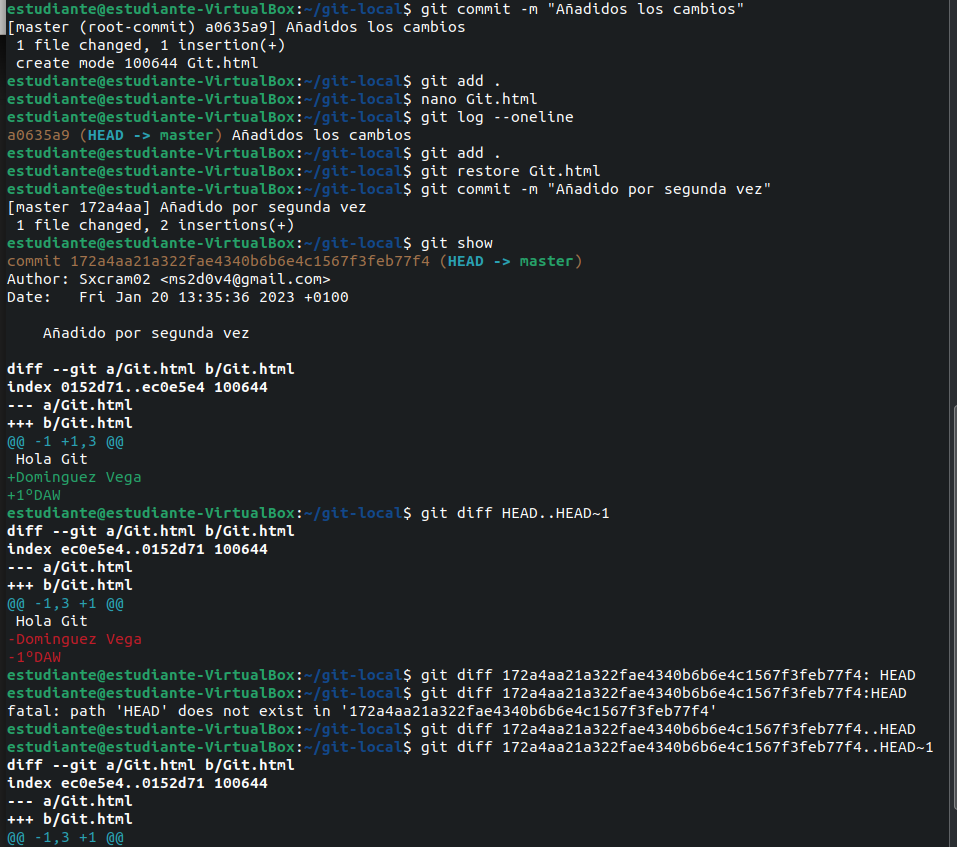 estudiante@estudiante-VirtualBox:~/git-local$ git commit -m "Añadidos los cambios"
[master (root-commit) a0635a9] Añadidos los cambios
 1 file changed, 1 insertion(+)
 create mode 100644 Git.html
estudiante@estudiante-VirtualBox:~/git-local$ git add .
estudiante@estudiante-VirtualBox:~/git-local$ nano Git.html
estudiante@estudiante-VirtualBox:~/git-local$ git log --oneline
a0635a9 (HEAD -> master) Añadidos los cambios
estudiante@estudiante-VirtualBox:~/git-local$ git add .
estudiante@estudiante-VirtualBox:~/git-local$ git restore Git.html
estudiante@estudiante-VirtualBox:~/git-local$ git commit -m "Añadido por segunda vez"
[master 172a4aa] Añadido por segunda vez
 1 file changed, 2 insertions(+)
estudiante@estudiante-VirtualBox:~/git-local$ git show
commit 172a4aa21a322fae4340b6b6e4c1567f3feb77f4 (HEAD -> master)
Author: Sxcram02 <ms2d0v4@gmail.com>
Date:   Fri Jan 20 13:35:36 2023 +0100

    Añadido por segunda vez

diff --git a/Git.html b/Git.html
index 0152d71..ec0e5e4 100644
--- a/Git.html
+++ b/Git.html
@@ -1 +1,3 @@
 Hola Git
+Dominguez Vega
+1ºDAW
estudiante@estudiante-VirtualBox:~/git-local$ git diff HEAD..HEAD~1
diff --git a/Git.html b/Git.html
index ec0e5e4..0152d71 100644
--- a/Git.html
+++ b/Git.html
@@ -1,3 +1 @@
 Hola Git
-Dominguez Vega
-1ºDAW
estudiante@estudiante-VirtualBox:~/git-local$ git diff 172a4aa21a322fae4340b6b6e4c1567f3feb77f4: HEAD
estudiante@estudiante-VirtualBox:~/git-local$ git diff 172a4aa21a322fae4340b6b6e4c1567f3feb77f4:HEAD
fatal: path 'HEAD' does not exist in '172a4aa21a322fae4340b6b6e4c1567f3feb77f4'
estudiante@estudiante-VirtualBox:~/git-local$ git diff 172a4aa21a322fae4340b6b6e4c1567f3feb77f4..HEAD
estudiante@estudiante-VirtualBox:~/git-local$ git diff 172a4aa21a322fae4340b6b6e4c1567f3feb77f4..HEAD~1
diff --git a/Git.html b/Git.html
index ec0e5e4..0152d71 100644
--- a/Git.html
+++ b/Git.html
@@ -1,3 +1 @@